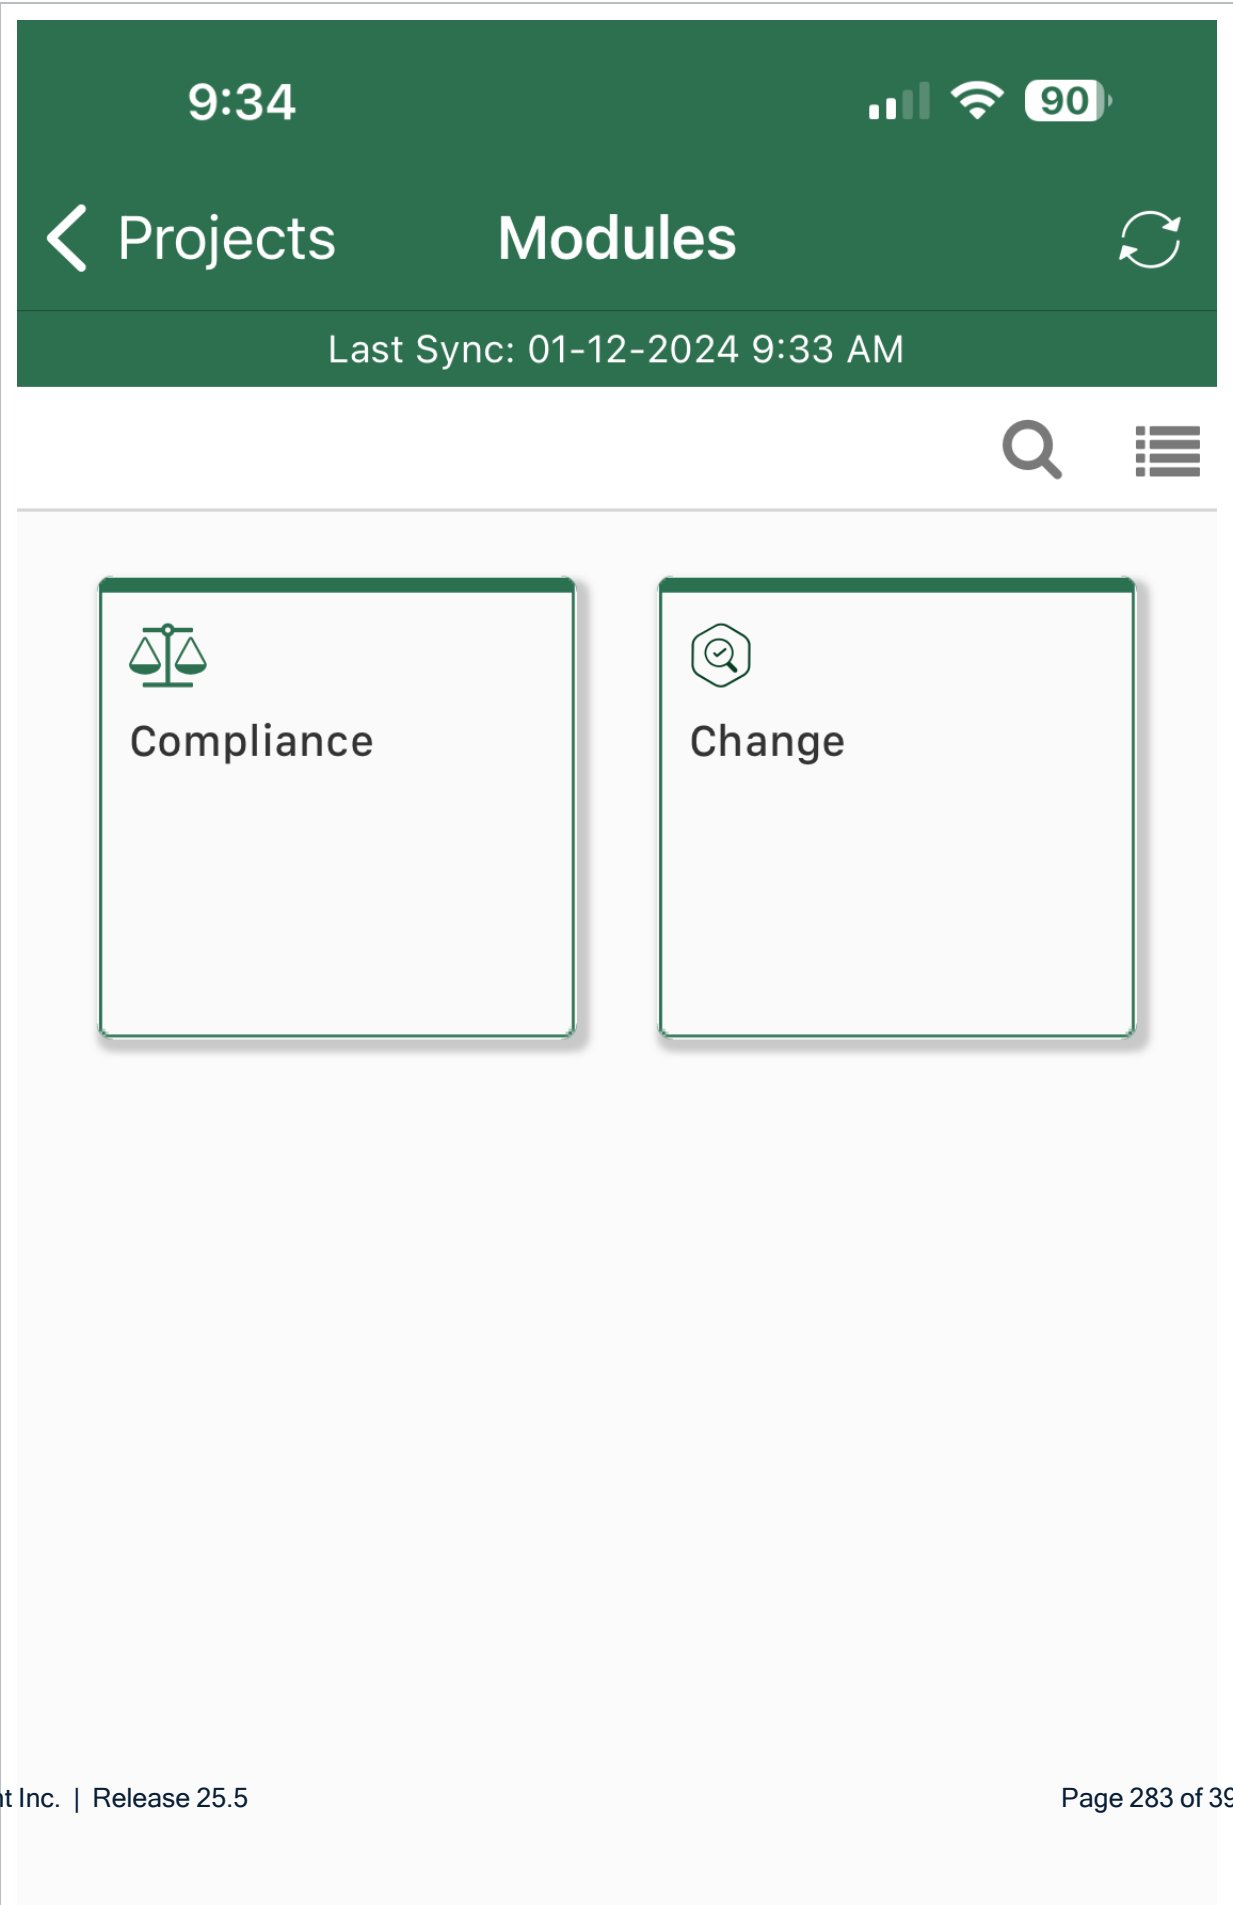 9:34 90
Projects Modules
Last Sync: 01-12-2024 9:33 AM
Compliance Change
Inc. | Release 25.5 Page 283 of